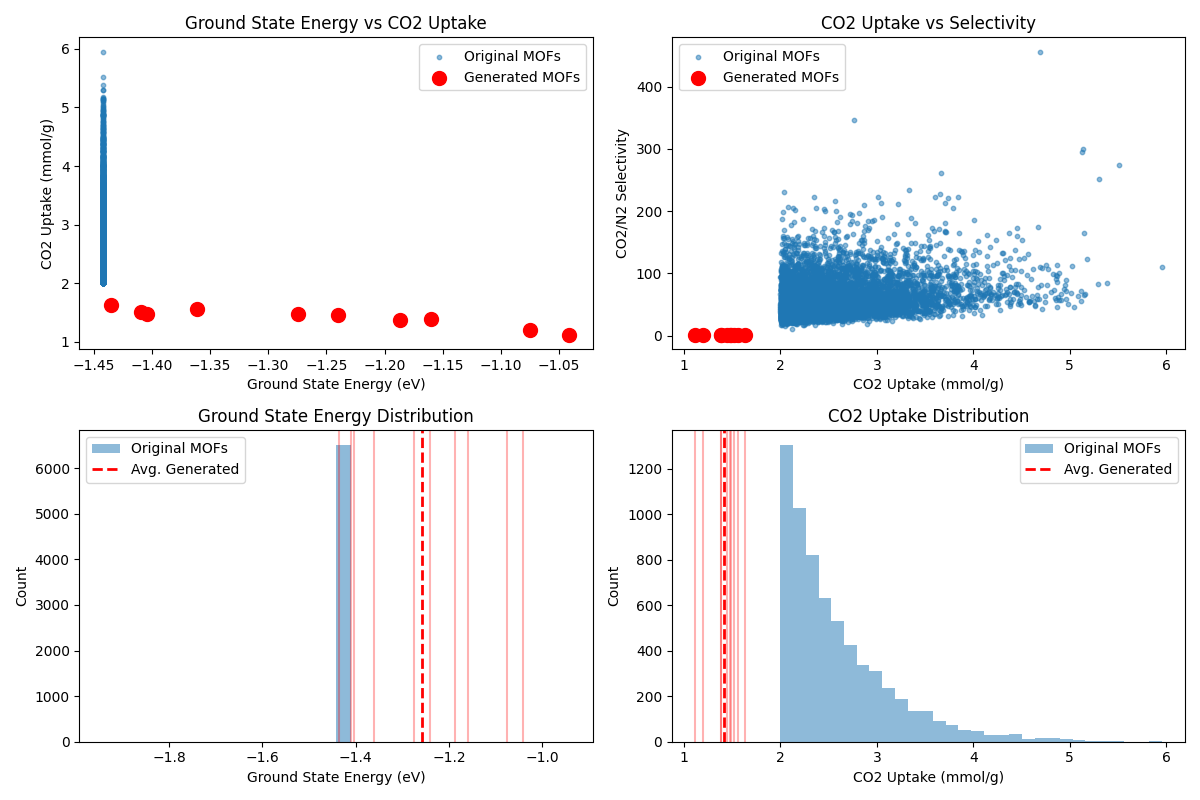 Ground State Energy vs CO2 Uptake
CO2 Uptake (mmol/g)
6
5
4
3
2
1
Original MOFs
Generated MOFs
−1.45 −1.40 −1.35 −1.30 −1.25 −1.20 −1.15 −1.10 −1.05
Ground State Energy (eV)
CO2 Uptake vs Selectivity
CO2/N2 Selectivity
400
300
200
100
0
Original MOFs
Generated MOFs
1 2 3 4 5 6
CO2 Uptake (mmol/g)
Ground State Energy Distribution
Count
6000
5000
4000
3000
2000
1000
0
Original MOFs
Avg. Generated
−1.8 −1.6 −1.4 −1.2 −1.0
Ground State Energy (eV)
CO2 Uptake Distribution
Count
1200
1000
800
600
400
200
0
Original MOFs
Avg. Generated
1 2 3 4 5 6
CO2 Uptake (mmol/g)